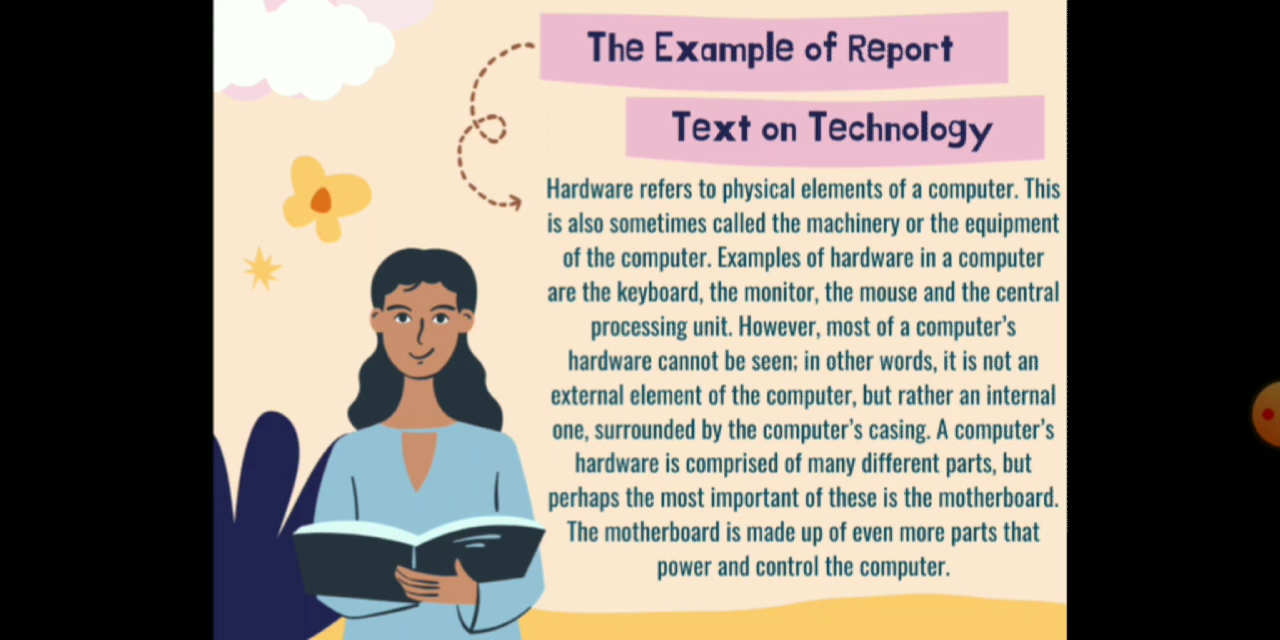 The Example of Report
Text on Technology
Hardware refers to physical elements of a computer. This
is also sometimes called the machinery or the equipment
of the computer. Examples of hardware in a computer
are the keyboard, the monitor, the mouse and the central
processing unit. However, most of a computer's
hardware cannot be seen; in other words, it is not an
external element of the computer, but rather an internal
one, surrounded by the computer's casing. A computer's
hardware is comprised of many different parts, but
perhaps the most important of these is the motherboard.
The motherboard is made up of even more parts that
power and control the computer.